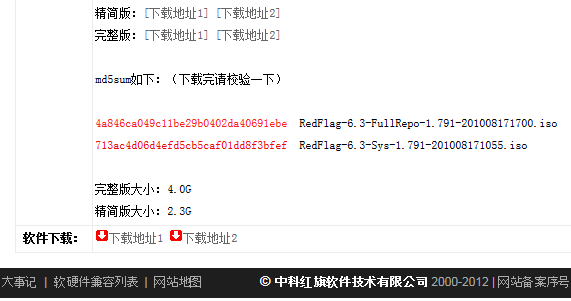 精简版：[下载地址1] [下载地址2]
完整版：[下载地址1] [下载地址2]
md5sum如下：（下载完请校验一下）
4a846ca049c11be29b0402da40691ebe RedFlag-6.3-FullRepo-1.791-201008171700.iso
713ac4d06d4efd5cb5caf01dd8f3bfef RedFlag-6.3-Sys-1.791-201008171055.iso
完整版大小：4.0G
精简版大小：2.3G
软件下载： 下载地址1 下载地址2
大事记 | 软硬件兼容列表 | 网站地图 © 中科红旗软件技术有限公司 2000-2012 | 网站备案序号